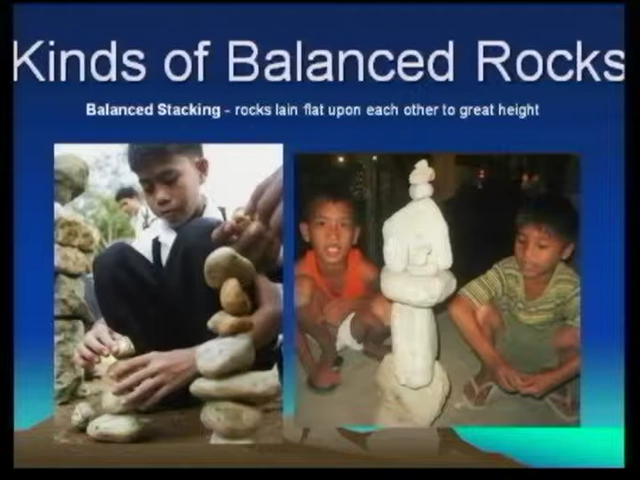 Kinds of Balanced Rocks
Balanced Stacking - rocks lain flat upon each other to great height